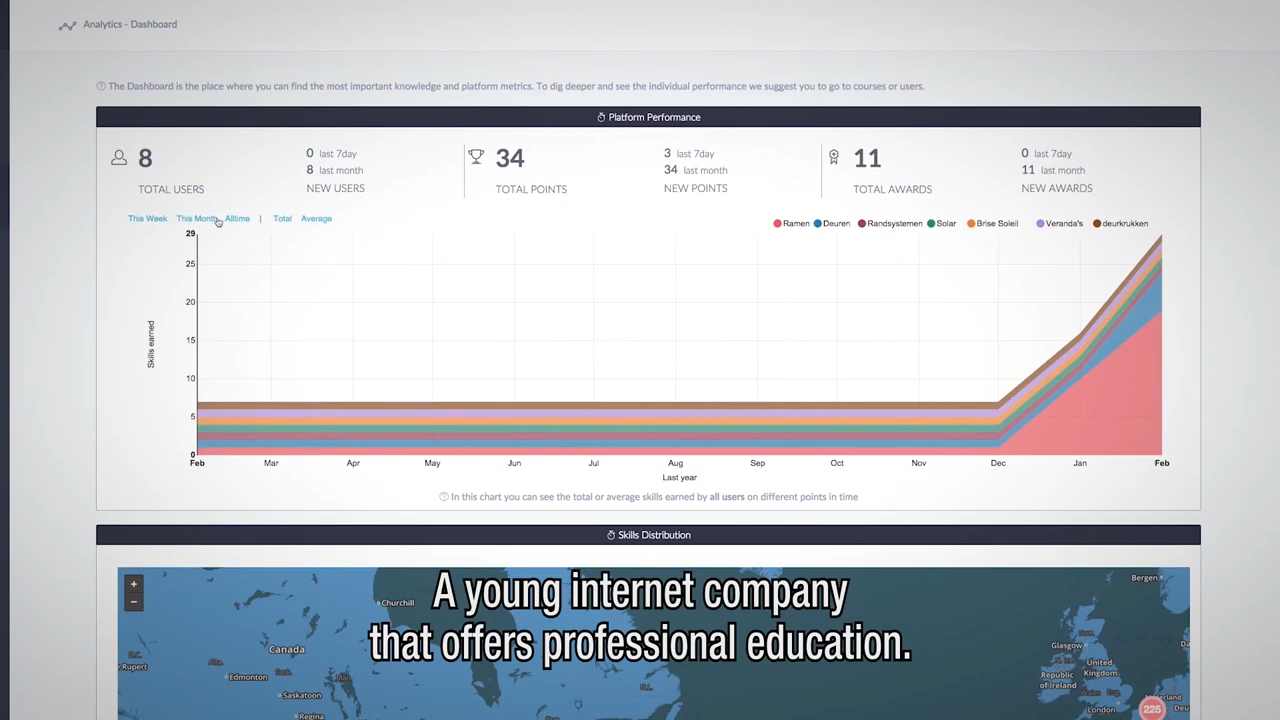 Analytics - Dashboard
The Dashboard is the place where you can find the most important knowledge and platform metrics. To dig deeper and see the individual performance we suggest you to go to courses or users.
Platform Performance
8
TOTAL USERS
0 last 7day
8 last month
NEW USERS
34
TOTAL POINTS
3 last 7day
34 last month
NEW POINTS
11
TOTAL AWARDS
0 last 7day
11 last month
NEW AWARDS
This Week This Month Alltime | Total Average
Ramen Deuren Randsystemen Solar Brise Soleil Veranda's deurkrukken
29
25
20
15
10
5
0
Skills earned
Feb Mar Apr May Jun Jul Aug Sep Oct Nov Dec Jan Feb
Last year
In this chart you can see the total or average skills earned by all users on different points in time
Skills Distribution
+
−
Churchill
Bergen
Canada
Alta.
Edmonton
Saskatoon
Regina
Man.
N.L.
Glasgow
United
Kingdom
Republic
of Ireland
London
225
A young internet company
that offers professional education.